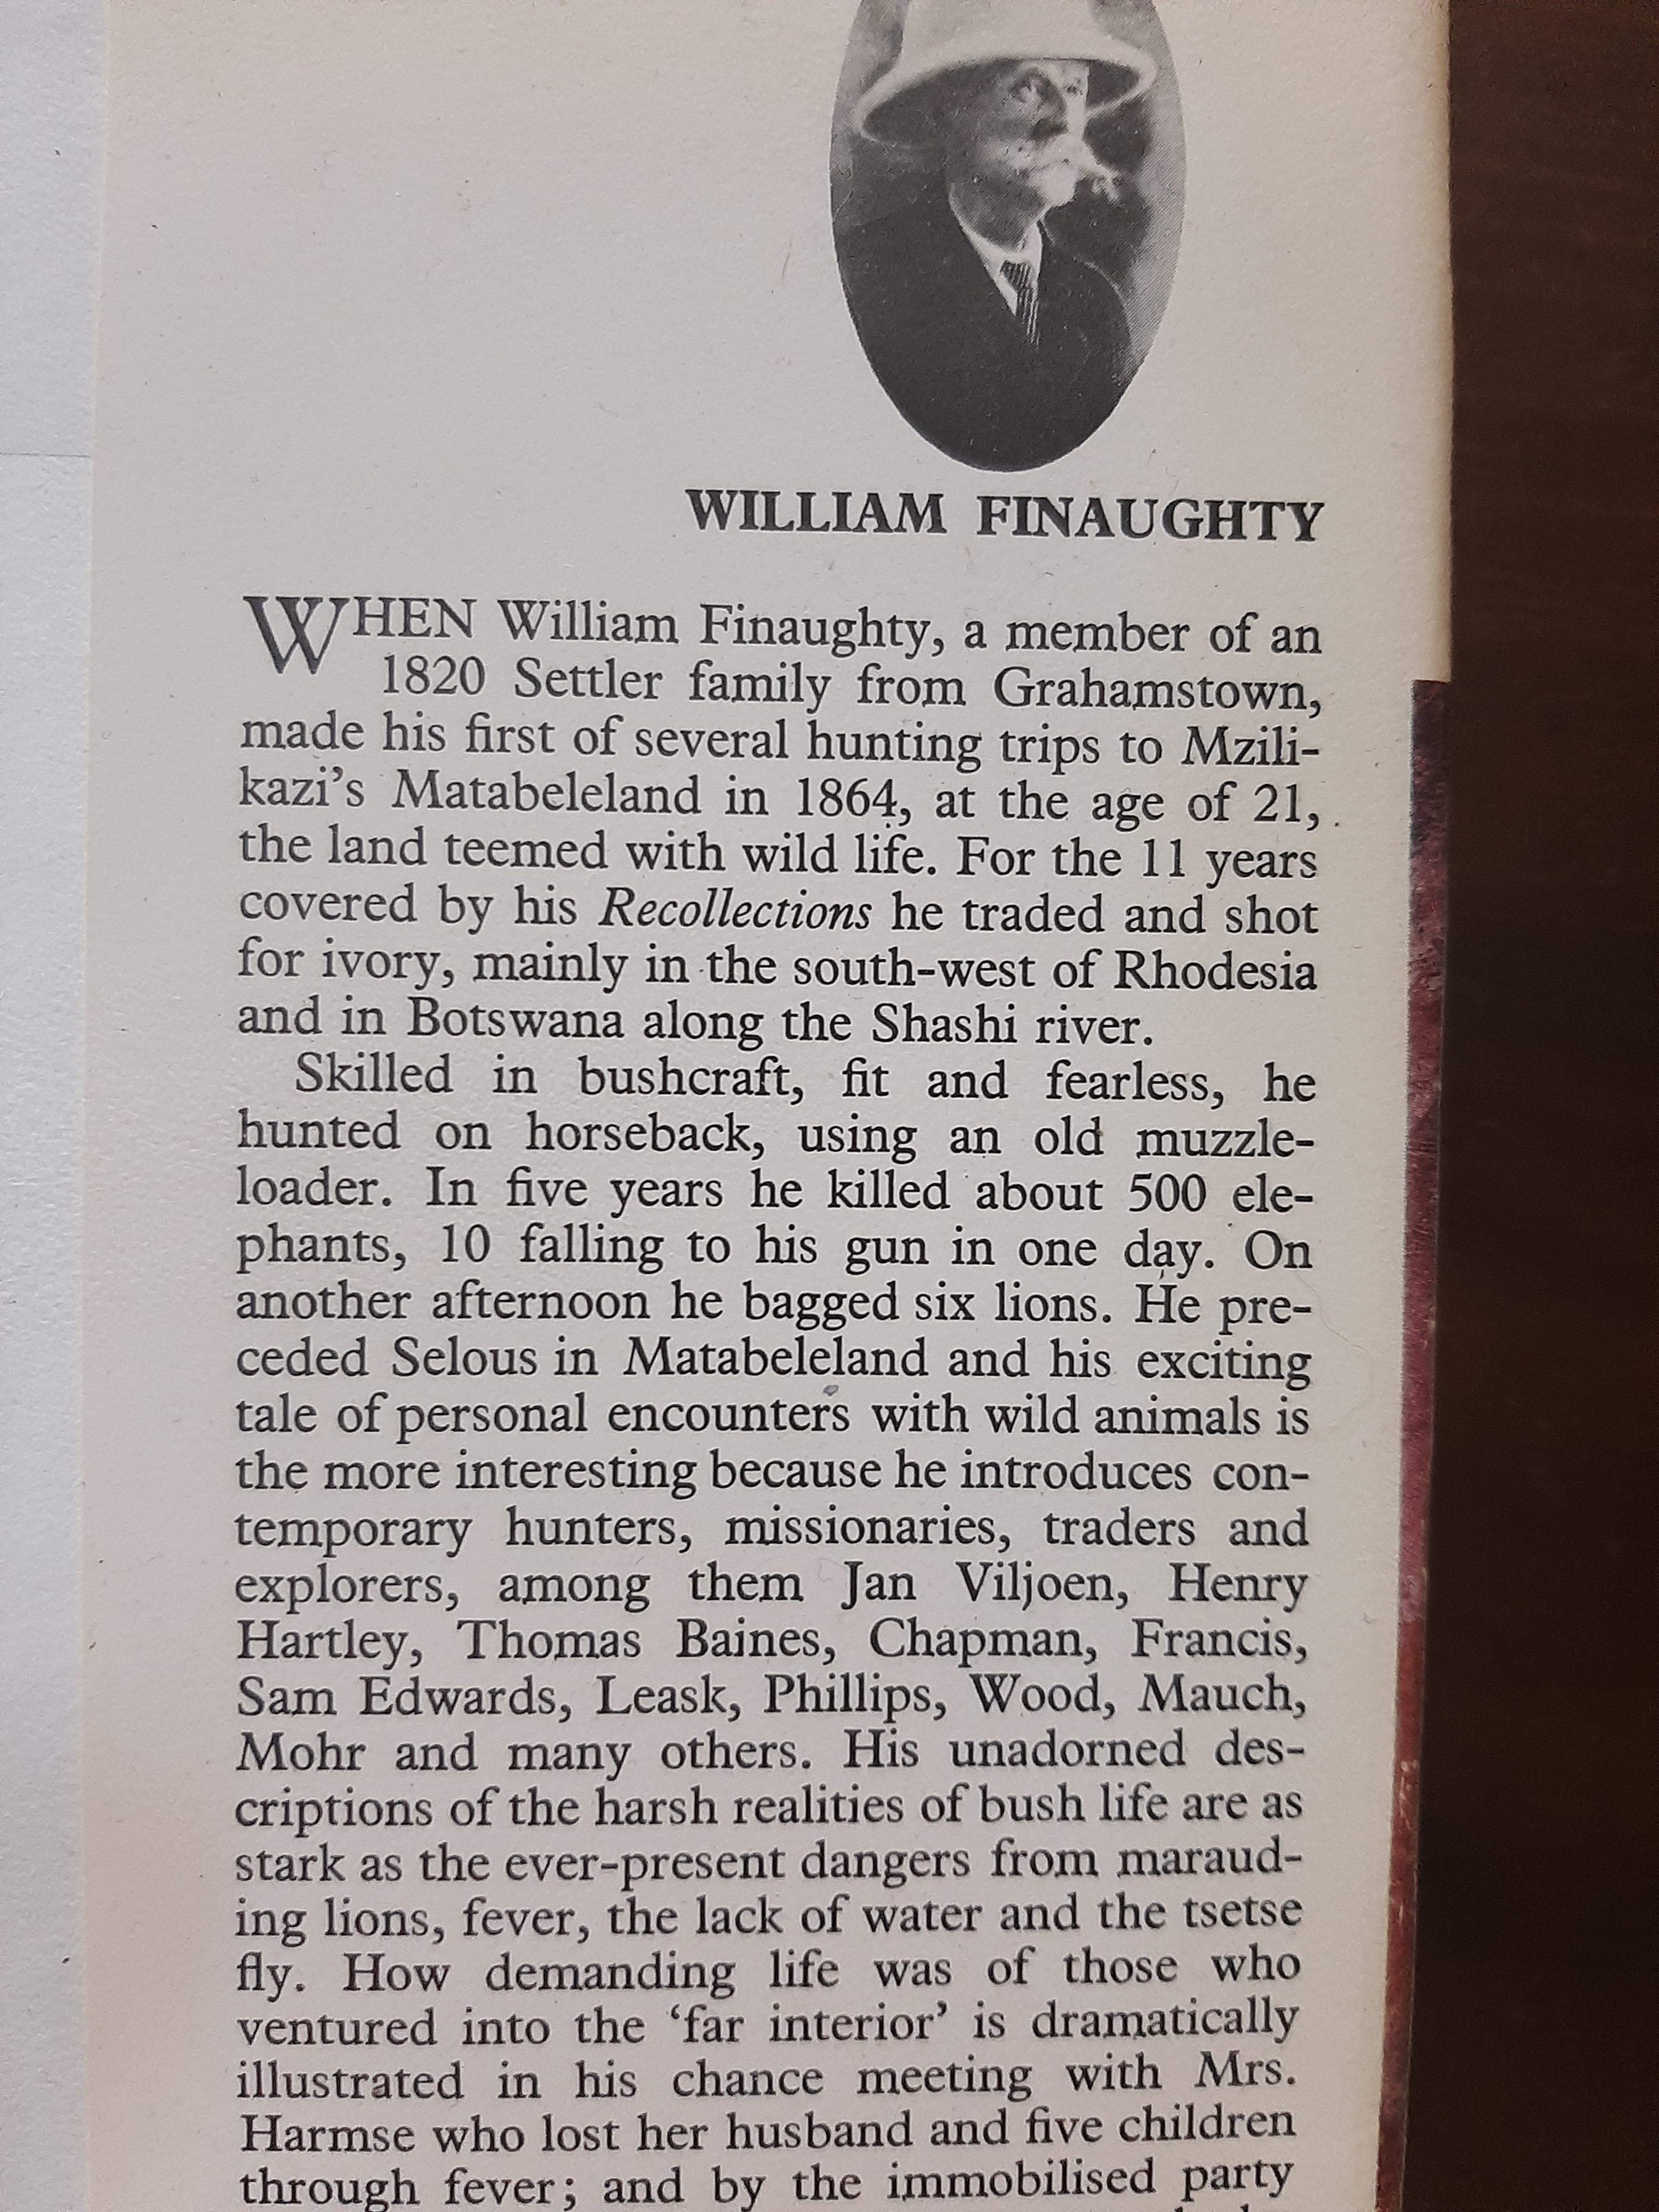 WILLIAM FINAUGHTY
WHEN William Finaughty, a member of an
1820 Settler family from Grahamstown,
made his first of several hunting trips to Mzili-
kazi's Matabeleland in 1864, at the age of 21,
the land teemed with wild life. For the 11 years
covered by his Recollections he traded and shot
for ivory, mainly in the south-west of Rhodesia
and in Botswana along the Shashi river.
Skilled in bushcraft, fit and fearless, he
hunted on horseback, using an old muzzle-
loader. In five years he killed about 500 ele-
phants, 10 falling to his gun in one day. On
another afternoon he bagged six lions. He pre-
ceded Selous in Matabeleland and his exciting
tale of personal encounters with wild animals is
the more interesting because he introduces con-
temporary hunters, missionaries, traders and
explorers, among them Jan Viljoen, Henry
Hartley, Thomas Baines, Chapman, Francis,
Sam Edwards, Leask, Phillips, Wood, Mauch,
Mohr and many others. His unadorned des-
criptions of the harsh realities of bush life are as
stark as the ever-present dangers from maraud-
ing lions, fever, the lack of water and the tsetse
fly. How demanding life was of those who
ventured into the 'far interior' is dramatically
illustrated in his chance meeting with Mrs.
Harmse who lost her husband and five children
through fever; and by the immobilised party